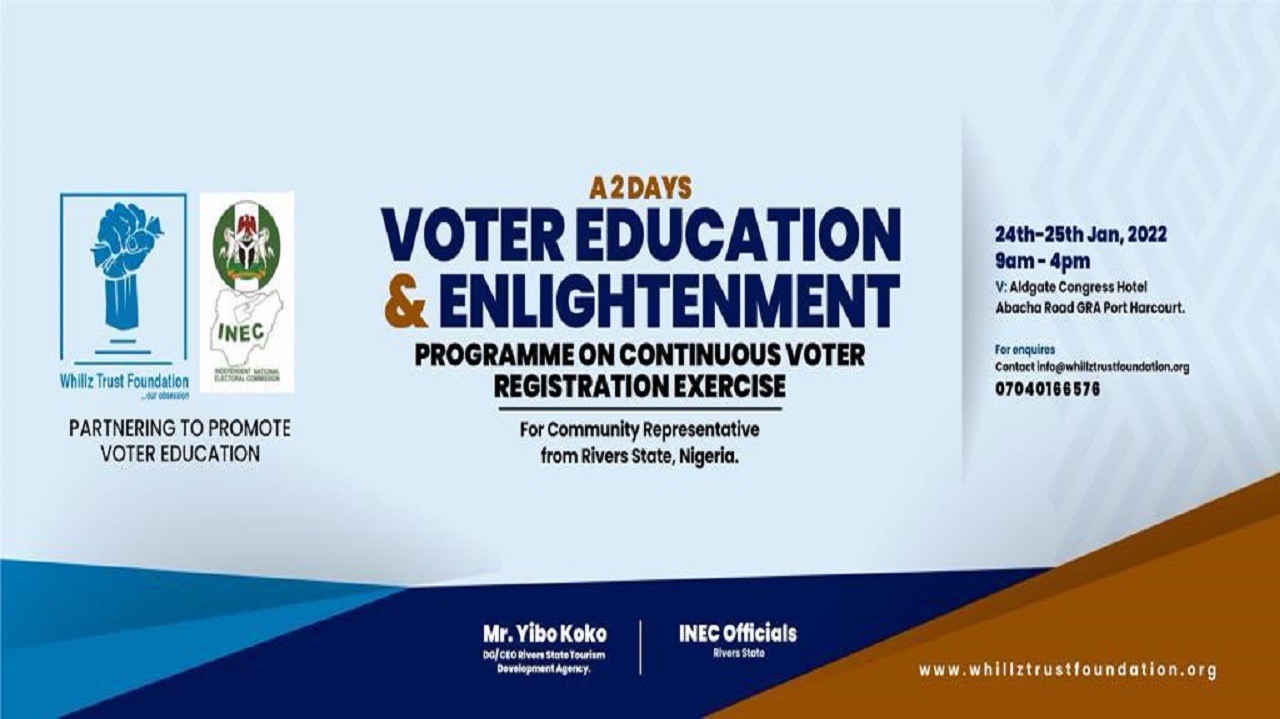 Whillz Trust Foundation
...our obsession
INEC
INDEPENDENT NATIONAL
ELECTORAL COMMISSION
PARTNERING TO PROMOTE
VOTER EDUCATION
A 2 DAYS
VOTER EDUCATION
& ENLIGHTENMENT
PROGRAMME ON CONTINUOUS VOTER
REGISTRATION EXERCISE
For Community Representative
from Rivers State, Nigeria.
24th-25th Jan, 2022
9am - 4pm
V: Aldgate Congress Hotel
Abacha Road GRA Port Harcourt.
For enquires
Contact info@whillztrustfoundation.org
07040166576
Mr. Yibo Koko
DG/CEO Rivers State Tourism
Development Agency.
INEC Officials
Rivers State
www.whillztrustfoundation.org